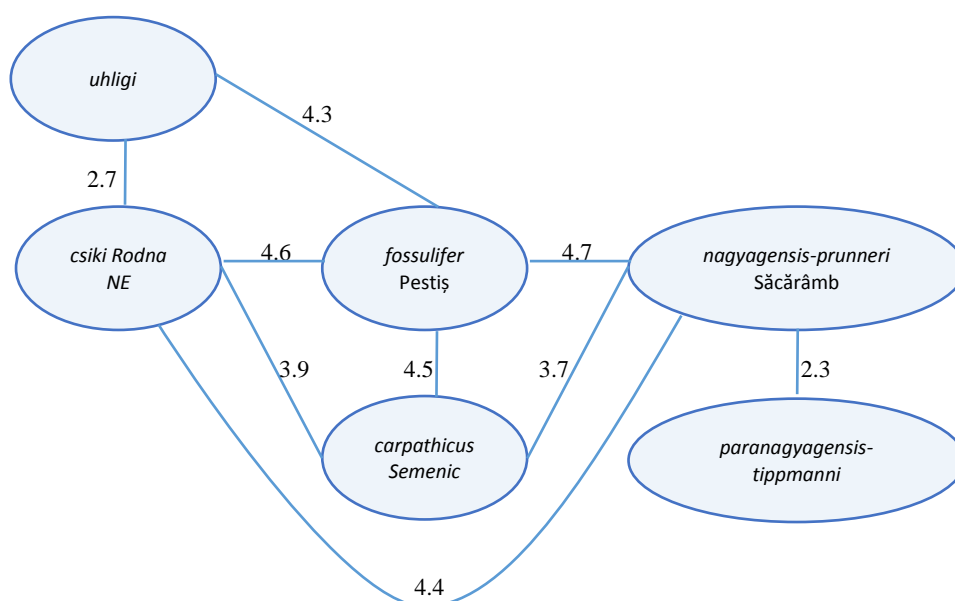 uhligi
4.3
2.7
csiki Rodna
NE
4.6
fossulifer
Pestiș
4.7
nagyagensis-prunneri
Săcărâmb
3.9
4.5
3.7
2.3
carpathicus
Semenic
paranagyagensis-
tippmanni
4.4